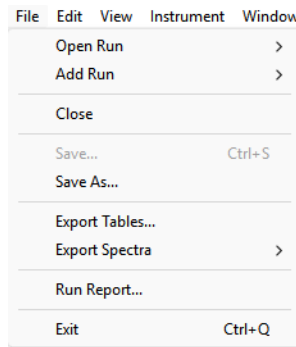 File Edit View Instrument Window
Open Run >
Add Run >
Close
Save... Ctrl+S
Save As...
Export Tables...
Export Spectra >
Run Report...
Exit Ctrl+Q